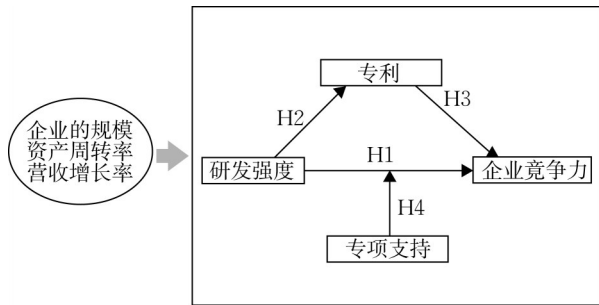 专利
H2
H3
企业的规模
资产周转率
营收增长率
研发强度
H1
企业竞争力
H4
专项支持